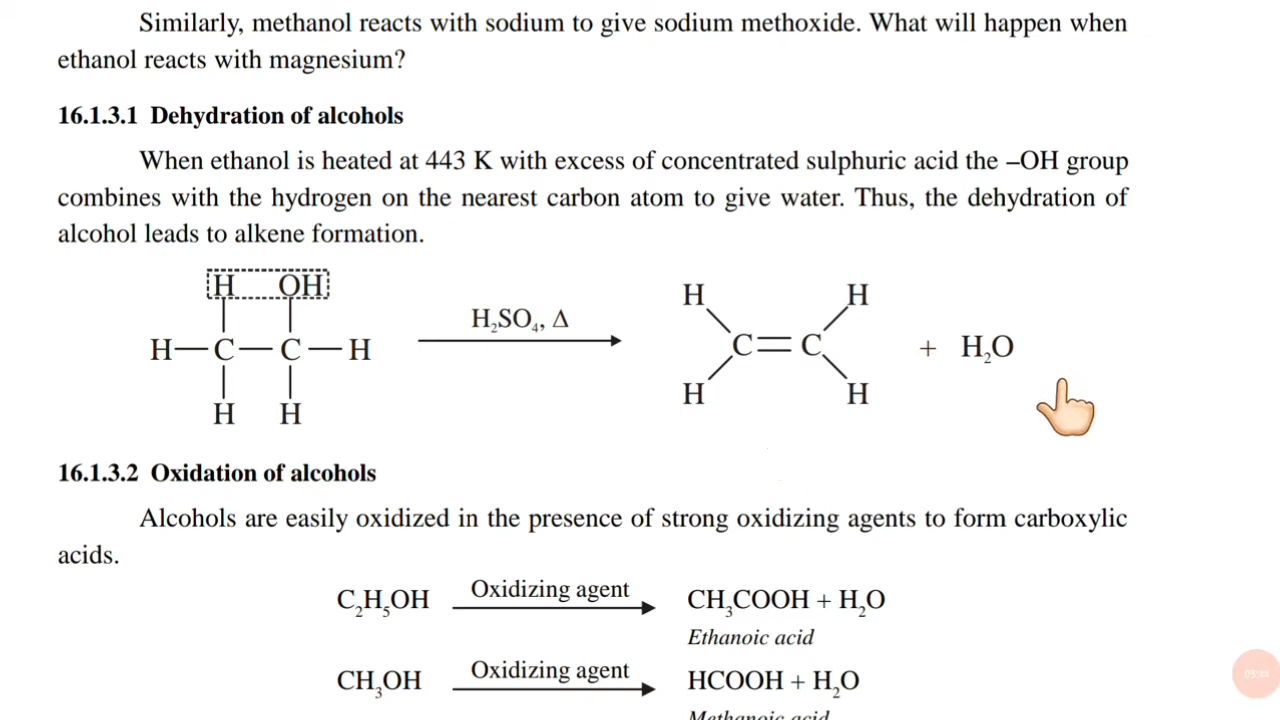 Similarly, methanol reacts with sodium to give sodium methoxide. What will happen when
ethanol reacts with magnesium?
16.1.3.1 Dehydration of alcohols
When ethanol is heated at 443 K with excess of concentrated sulphuric acid the –OH group
combines with the hydrogen on the nearest carbon atom to give water. Thus, the dehydration of
alcohol leads to alkene formation.
H OH H H
H₂SO₄, Δ
H—C—C—H C=C + H₂O
H H H H
16.1.3.2 Oxidation of alcohols
Alcohols are easily oxidized in the presence of strong oxidizing agents to form carboxylic
acids.
C₂H₅OH Oxidizing agent CH₃COOH + H₂O
Ethanoic acid
CH₃OH Oxidizing agent HCOOH + H₂O
Methanoic acid